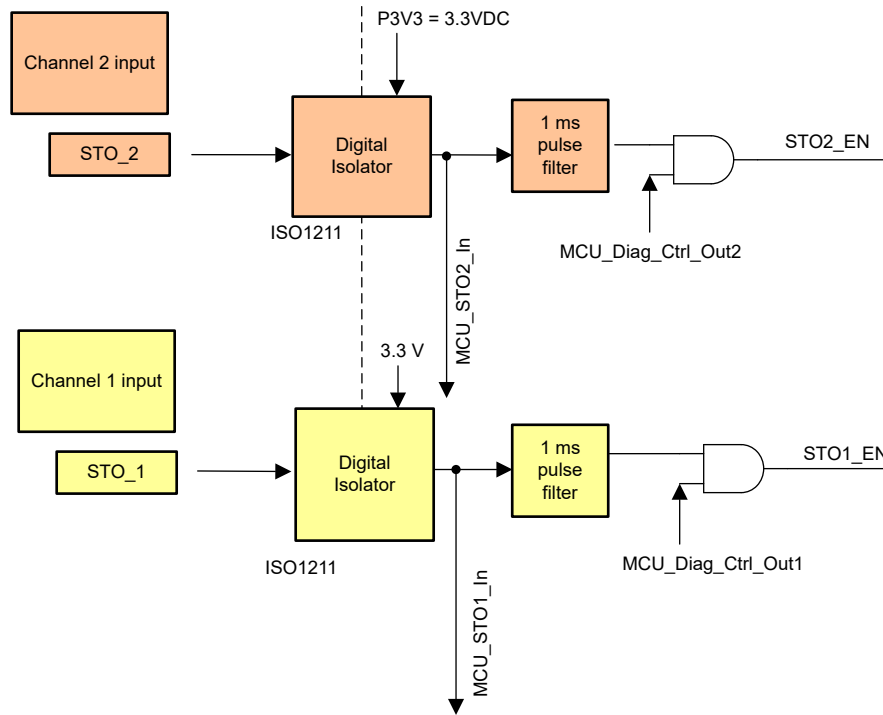 P3V3 = 3.3VDC
Channel 2 input
STO_2
Digital
Isolator
1 ms
pulse
filter
STO2_EN
ISO1211
MCU_Diag_Ctrl_Out2
MCU_STO2_In
3.3 V
Channel 1 input
STO_1
Digital
Isolator
1 ms
pulse
filter
STO1_EN
ISO1211
MCU_Diag_Ctrl_Out1
MCU_STO1_In